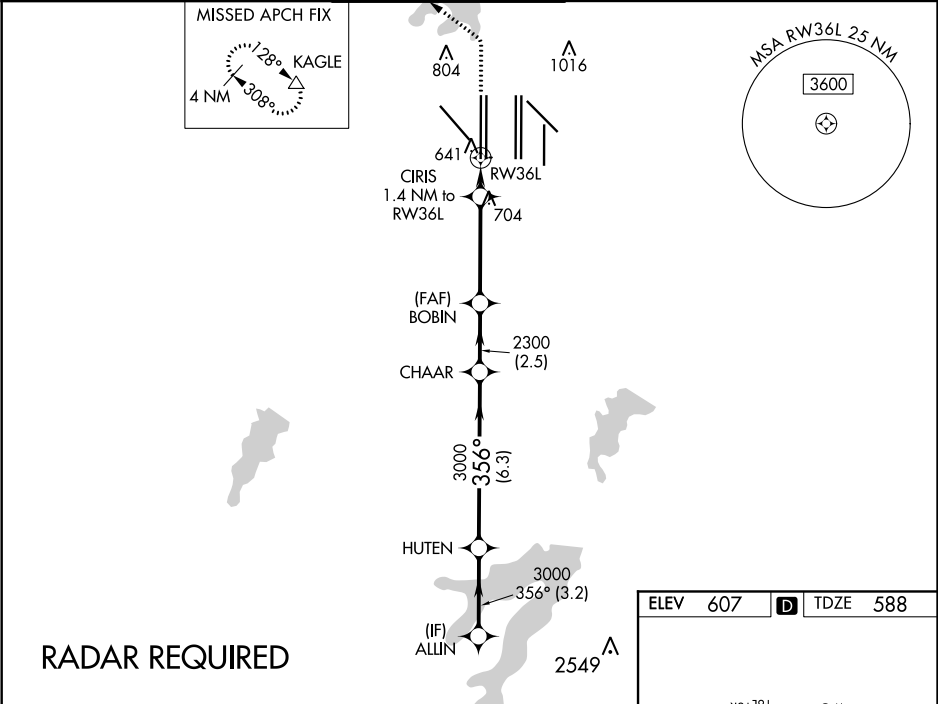 MISSED APCH FIX
128°
KAGLE
4 NM
308°
804
1016
MSA RW36L 25 NM
3600
641
RW36L
CIRIS
1.4 NM to
RW36L
704
(FAF)
BOBIN
2300
(2.5)
CHAAR
3000
356°
(6.3)
HUTEN
3000
356° (3.2)
(IF)
ALLIN
2549
RADAR REQUIRED
ELEV 607 D TDZE 588